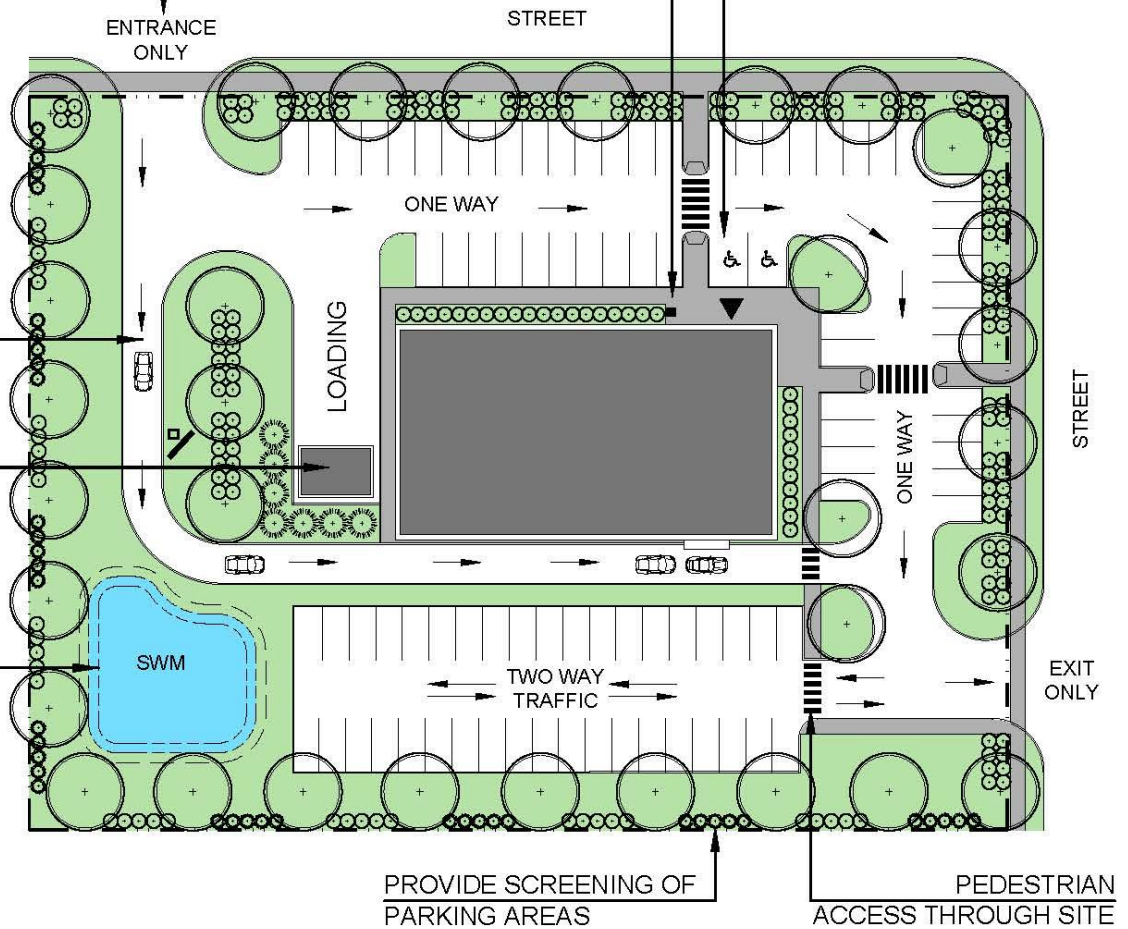 ENTRANCE
ONLY
STREET
ONE WAY
LOADING
STREET
ONE WAY
SWM
TWO WAY
TRAFFIC
EXIT
ONLY
PROVIDE SCREENING OF
PARKING AREAS
PEDESTRIAN
ACCESS THROUGH SITE